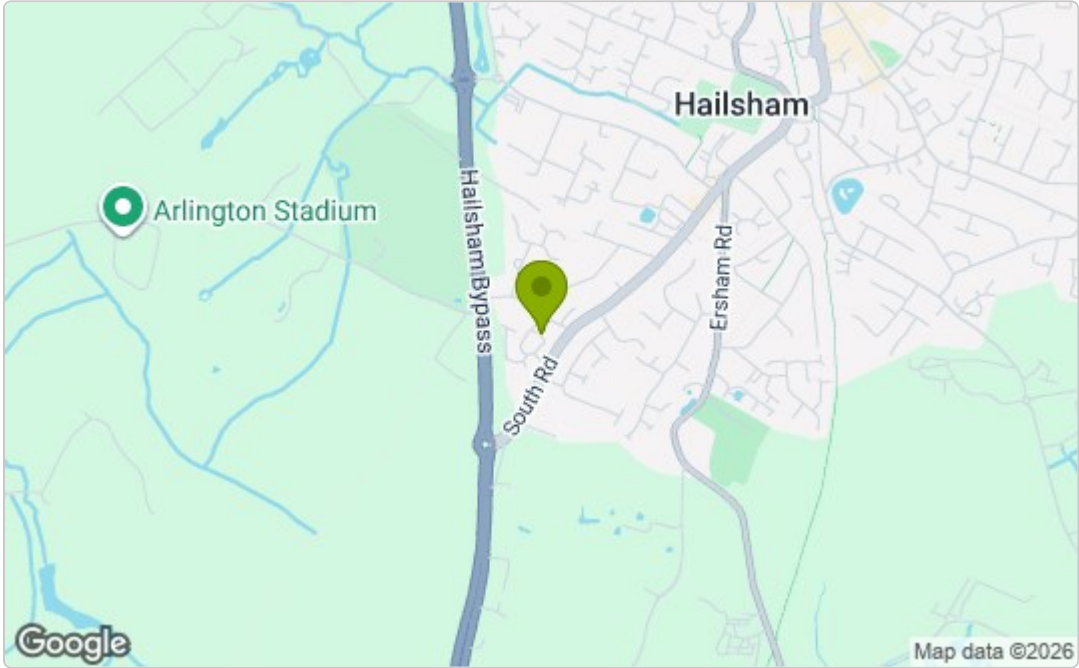 Hailsham
Arlington Stadium
Hailsham Bypass
Ersham Rd
South Rd
Google
Map data ©2026